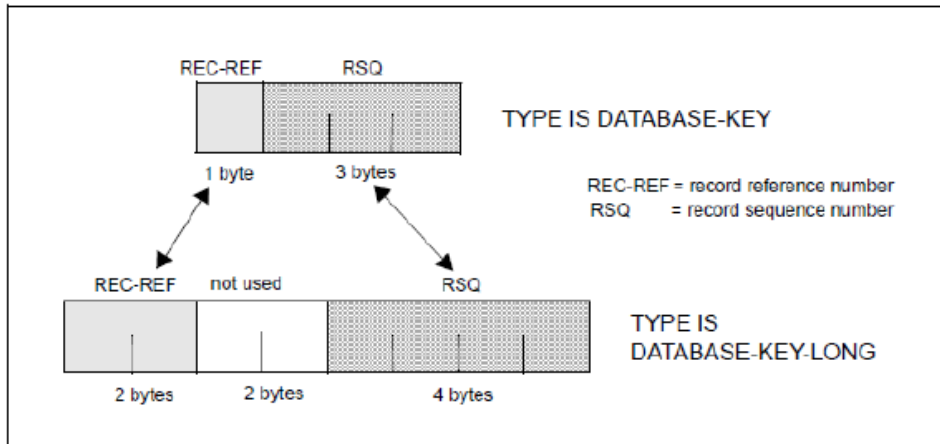 REC-REF RSQ
TYPE IS DATABASE-KEY
1 byte 3 bytes
REC-REF = record reference number
RSQ = record sequence number
REC-REF not used RSQ
TYPE IS
DATABASE-KEY-LONG
2 bytes 2 bytes 4 bytes